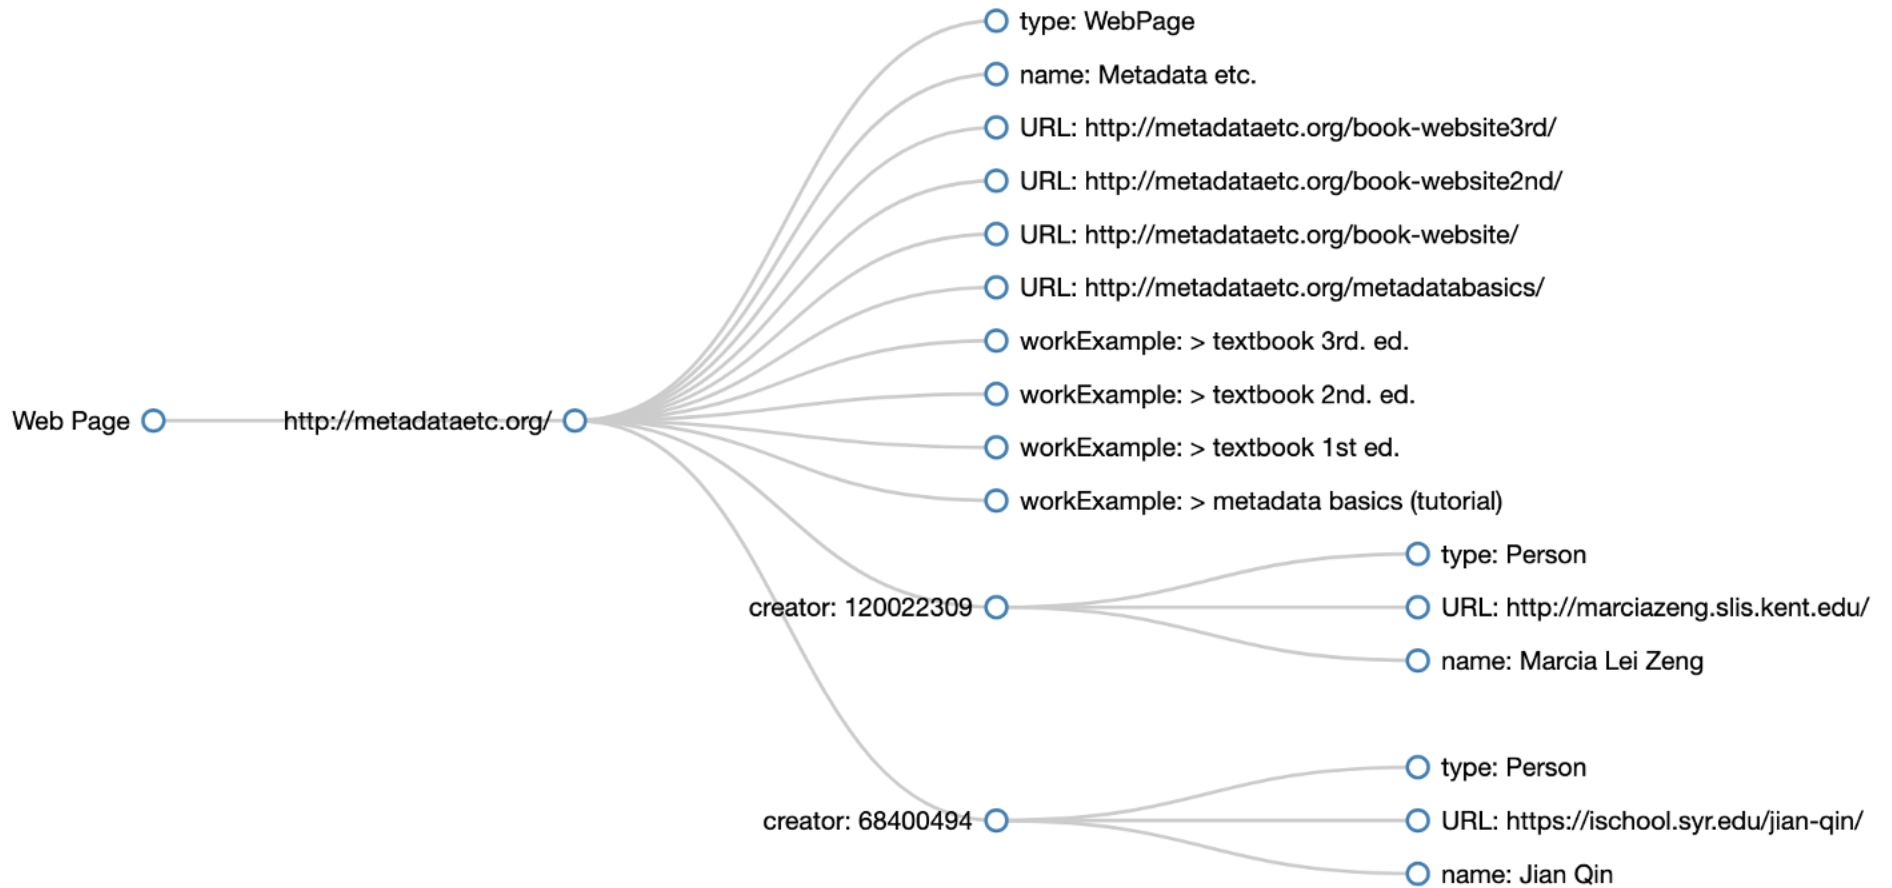 type: WebPage
name: Metadata etc.
URL: http://metadataetc.org/book-website3rd/
URL: http://metadataetc.org/book-website2nd/
URL: http://metadataetc.org/book-website/
URL: http://metadataetc.org/metadatabasics/
workExample: > textbook 3rd. ed.
workExample: > textbook 2nd. ed.
Web Page
http://metadataetc.org/
workExample: > textbook 1st ed.
workExample: > metadata basics (tutorial)
type: Person
creator: 120022309
URL: http://marciazeng.slis.kent.edu/
name: Marcia Lei Zeng
type: Person
creator: 68400494
URL: https://ischool.syr.edu/jian-qin/
name: Jian Qin